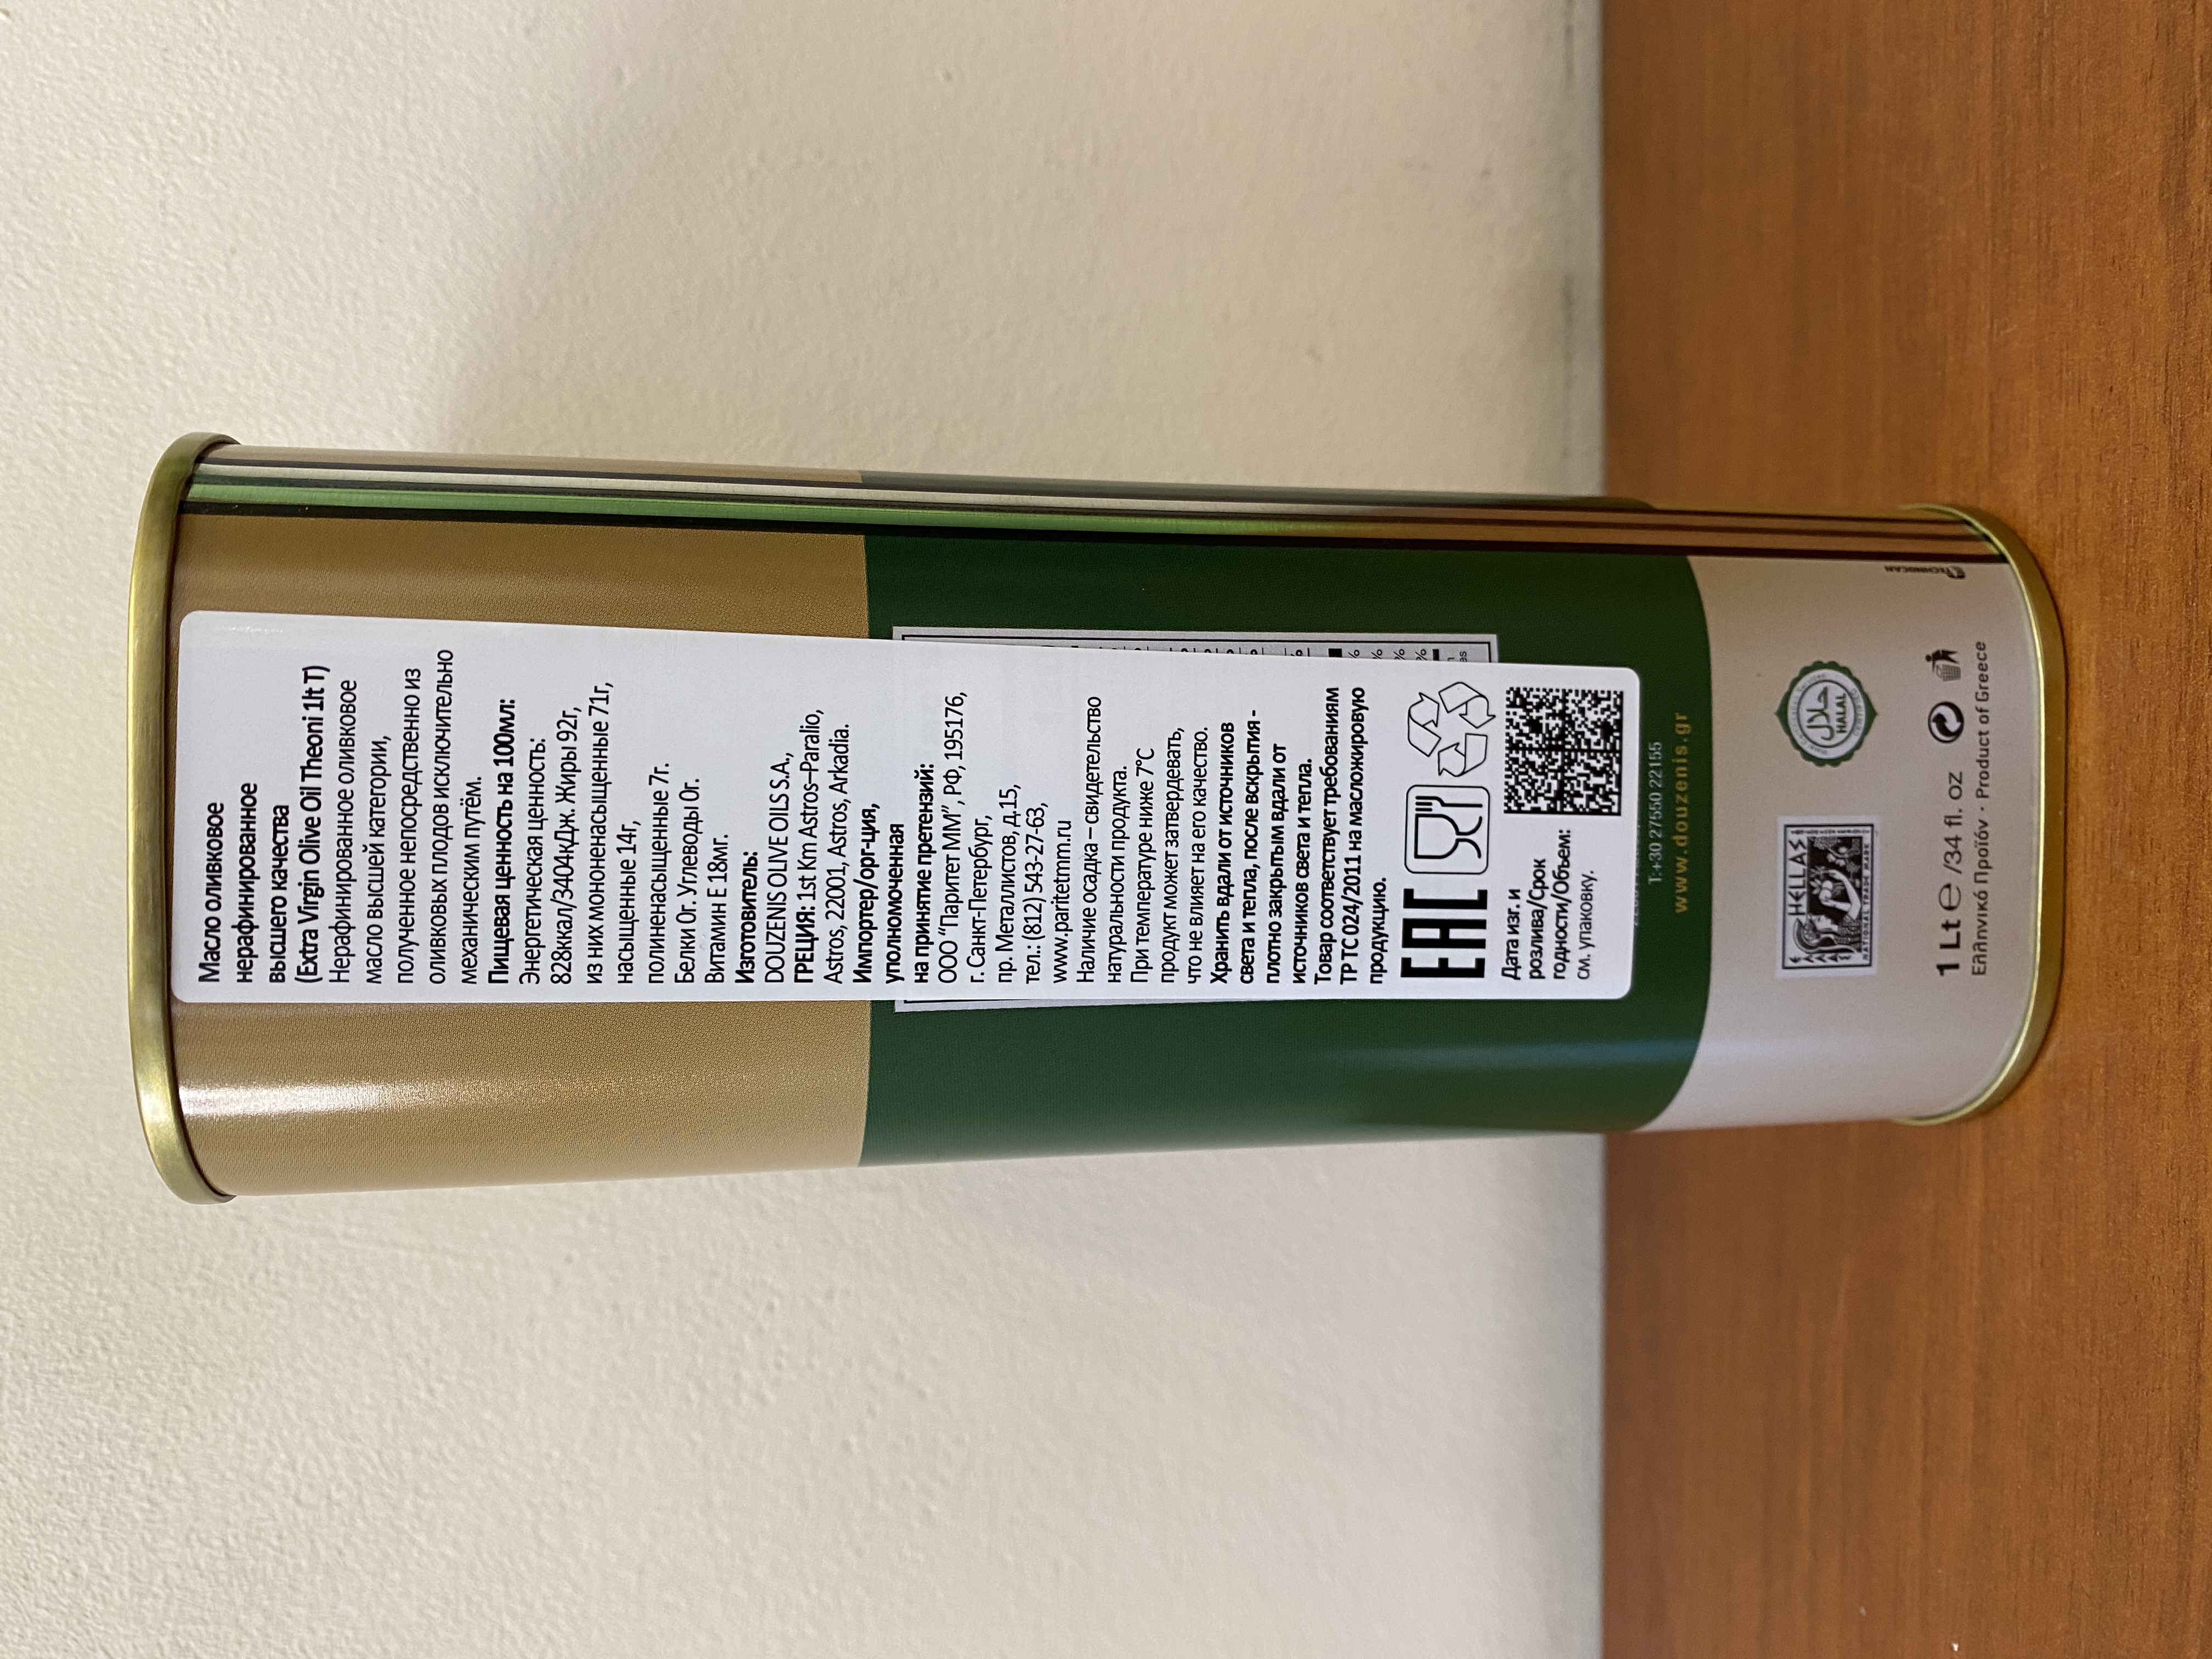 Масло оливковое
нерафинированное
высшего качества
(Extra Virgin Olive Oil Theoni 1lt T)
Нерафинированное оливковое
масло высшей категории,
полученное непосредственно из
оливковых плодов исключительно
механическим путём.
Пищевая ценность на 100мл:
Энергетическая ценность:
828ккал/3404кДж. Жиры 92г,
из них мононенасыщенные 71г,
насыщенные 14г,
полиненасыщенные 7г.
Белки 0г. Углеводы 0г.
Витамин Е 18мг.
Изготовитель:
DOUZENIS OLIVE OILS S.A.,
ГРЕЦИЯ: 1st Km Astros–Paralio,
Astros, 22001, Astros, Arkadia.
Импортер/орг-ция,
уполномоченная
на принятие претензий:
ООО "Паритет ММ", РФ, 195176,
г. Санкт-Петербург,
пр. Металлистов, д.15,
тел.: (812) 543-27-63,
www.paritetmm.ru
Наличие осадка – свидетельство
натуральности продукта.
При температуре ниже 7°С
продукт может затвердевать,
что не влияет на его качество.
Хранить вдали от источников
света и тепла, после вскрытия -
плотно закрытым вдали от
источников света и тепла.
Товар соответствует требованиям
ТР ТС 024/2011 на масложировую
продукцию.
EAC
Дата изг. и
розлива/Срок
годности/Объем:
см. упаковку.
T:+30 27550 22155
www.douzenis.gr
HELLAS
NATIONAL TRADE MARK
حلال
HALAL
TECHNOCAN
1 Lt ℮ /34 fl. oz
Ελληνικό Προϊόν · Product of Greece